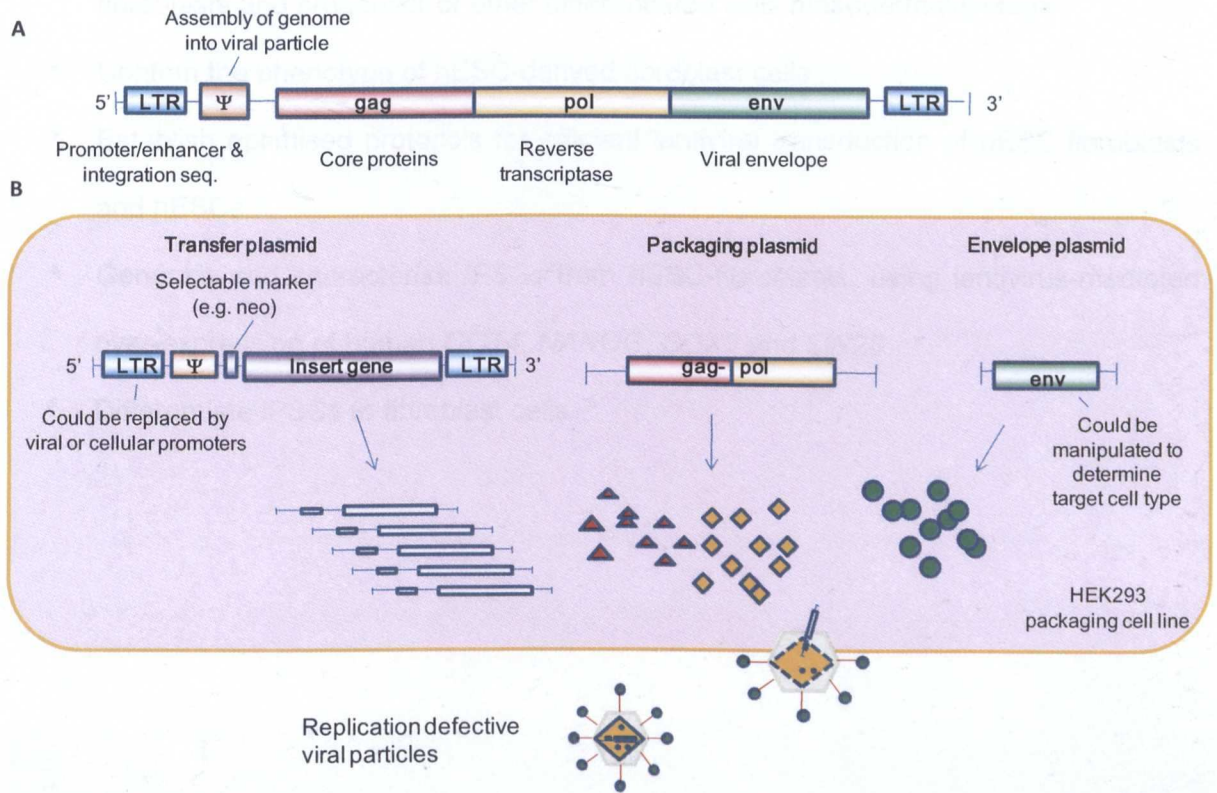 A
Assembly of genome
into viral particle
5' LTR Ψ gag pol env LTR 3'
Promoter/enhancer &
integration seq.
Core proteins
Reverse
transcriptase
Viral envelope
B
Transfer plasmid
Packaging plasmid
Envelope plasmid
Selectable marker
(e.g. neo)
5' LTR Ψ Insert gene LTR 3'
gag- pol
env
Could be replaced by
viral or cellular promoters
Could be
manipulated to
determine
target cell type
HEK293
packaging cell line
Replication defective
viral particles